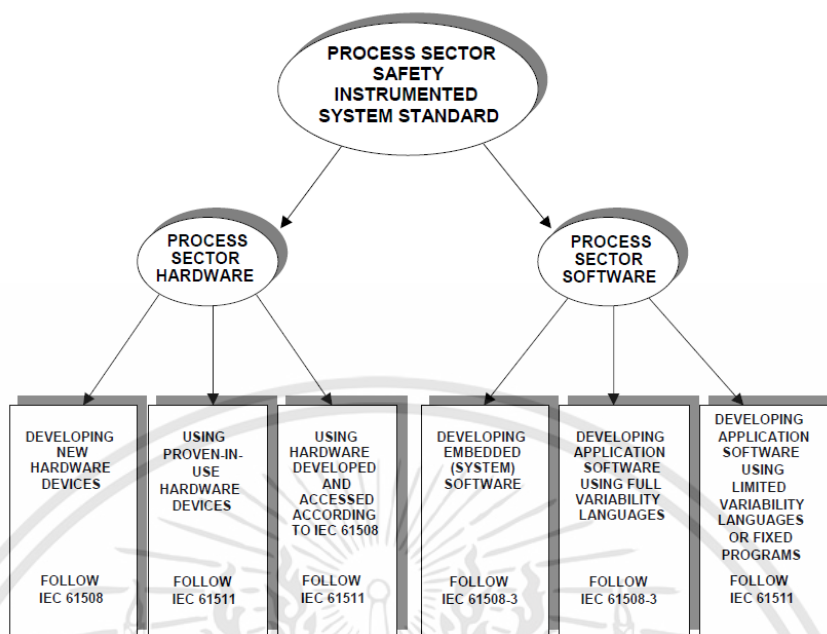 PROCESS SECTOR
SAFETY
INSTRUMENTED
SYSTEM STANDARD
PROCESS
SECTOR
HARDWARE
PROCESS
SECTOR
SOFTWARE
DEVELOPING
NEW
HARDWARE
DEVICES
FOLLOW
IEC 61508
USING
PROVEN-IN-
USE
HARDWARE
DEVICES
FOLLOW
IEC 61511
USING
HARDWARE
DEVELOPED
AND
ACCESSED
ACCORDING
TO IEC 61508
FOLLOW
IEC 61511
DEVELOPING
EMBEDDED
(SYSTEM)
SOFTWARE
FOLLOW
IEC 61508-3
DEVELOPING
APPLICATION
SOFTWARE
USING FULL
VARIABILITY
LANGUAGES
FOLLOW
IEC 61508-3
DEVELOPING
APPLICATION
SOFTWARE
USING
LIMITED
VARIABILITY
LANGUAGES
OR FIXED
PROGRAMS
FOLLOW
IEC 61511